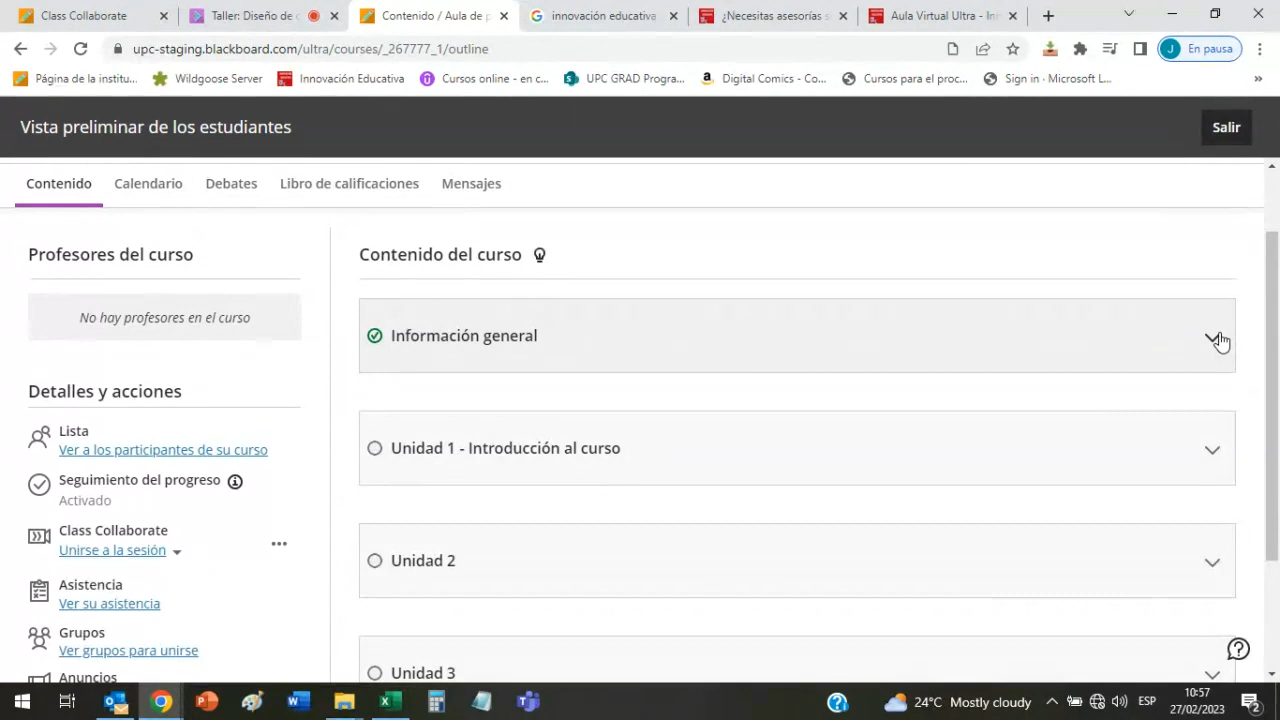 Class Collaborate
Taller: Diseño de c
Contenido / Aula de p
innovación educativa
¿Necesitas asesorías s
Aula Virtual Ultra - Inn
upc-staging.blackboard.com/ultra/courses/_267777_1/outline
J En pausa
Página de la institu...
Wildgoose Server
Innovación Educativa
Cursos online - en c...
UPC GRAD Progra...
Digital Comics - Co...
Cursos para el proc...
Sign in · Microsoft L...
Vista preliminar de los estudiantes
Salir
Contenido
Calendario
Debates
Libro de calificaciones
Mensajes
Profesores del curso
No hay profesores en el curso
Detalles y acciones
Lista
Ver a los participantes de su curso
Seguimiento del progreso
Activado
Class Collaborate
Unirse a la sesión
Asistencia
Ver su asistencia
Grupos
Ver grupos para unirse
Anuncios
Contenido del curso
Información general
Unidad 1 - Introducción al curso
Unidad 2
Unidad 3
24°C Mostly cloudy
ESP
10:57
27/02/2023
2